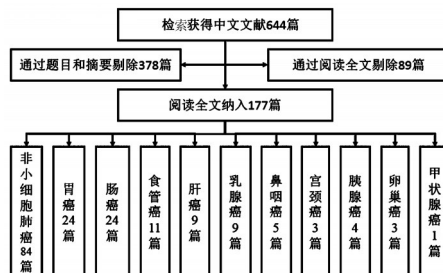 检索获得中文文献644篇
通过题目和摘要剔除378篇
通过阅读全文剔除89篇
阅读全文纳入177篇
非小细胞肺癌84篇
胃癌24篇
肠癌24篇
食管癌11篇
肝癌9篇
乳腺癌9篇
鼻咽癌5篇
宫颈癌3篇
胰腺癌4篇
卵巢癌3篇
甲状腺癌1篇